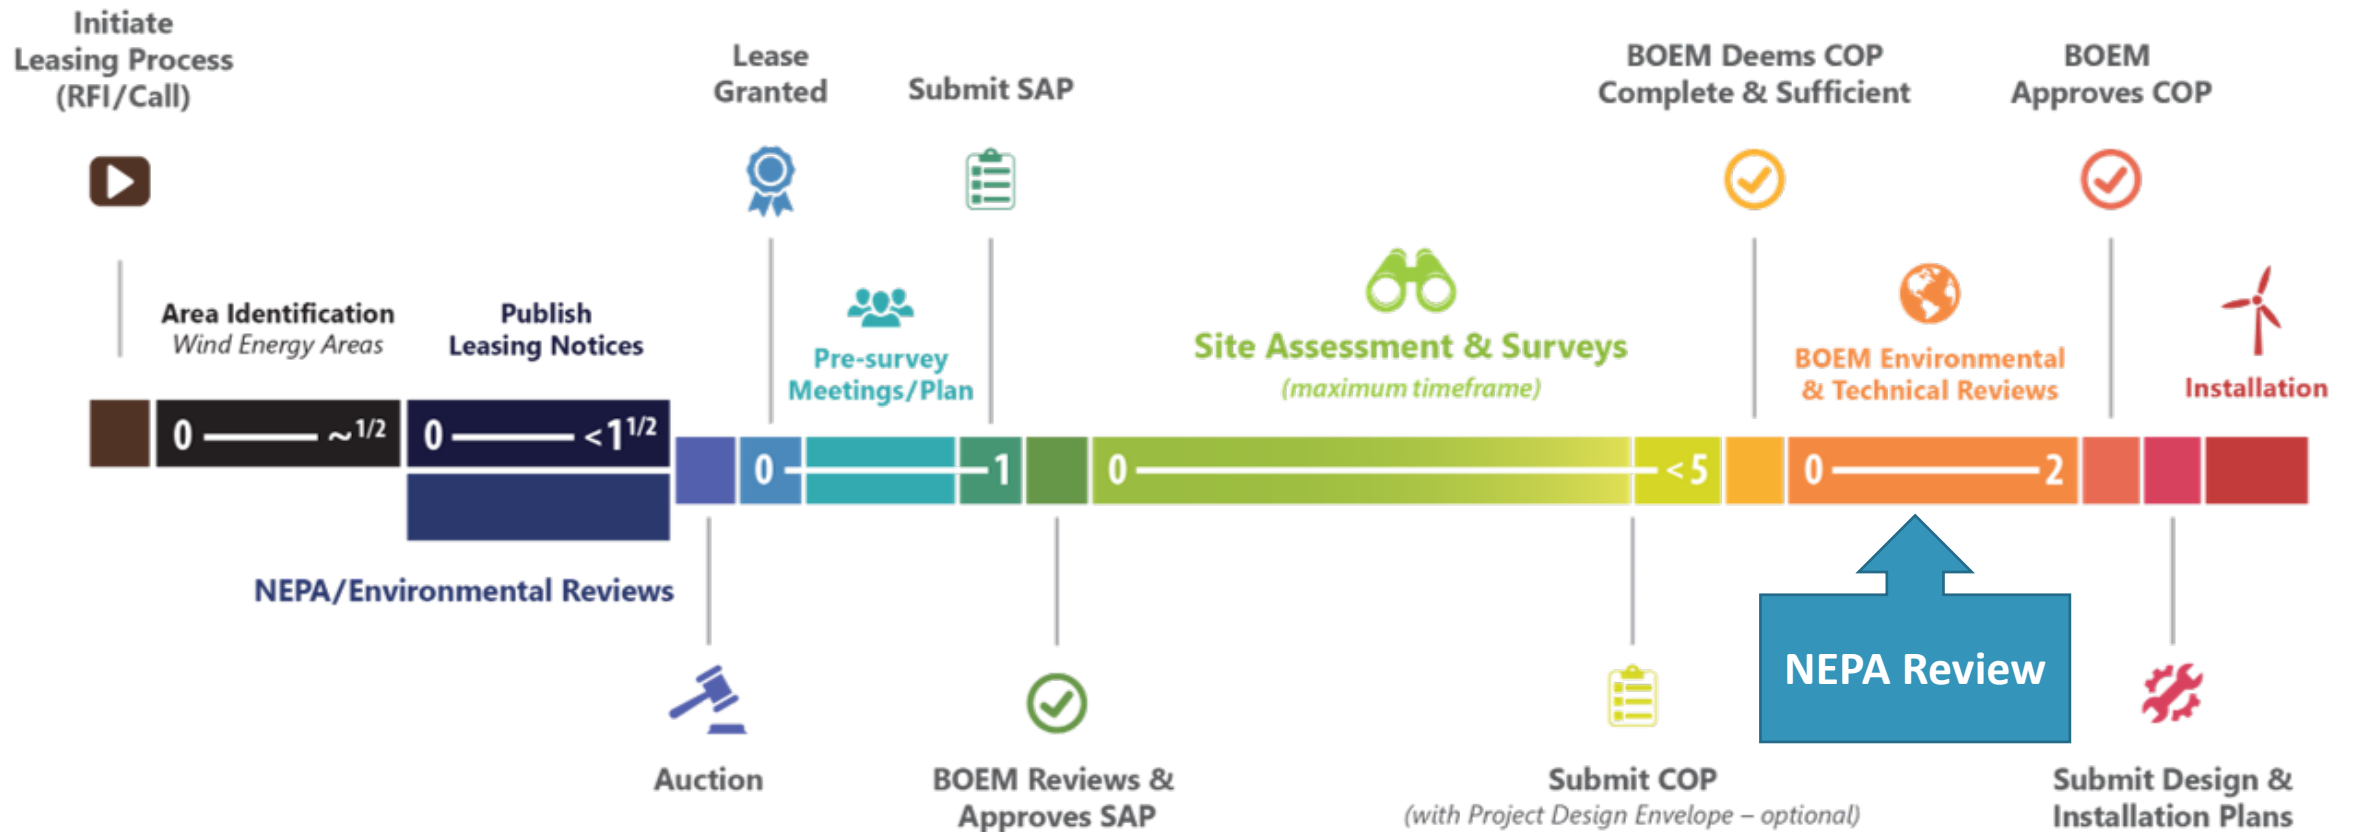 Initiate
Leasing Process
(RFI/Call)
Lease
Granted
Submit SAP
BOEM Deems COP
Complete & Sufficient
BOEM
Approves COP
Area Identification
Wind Energy Areas
Publish
Leasing Notices
Pre-survey
Meetings/Plan
Site Assessment & Surveys
(maximum timeframe)
BOEM Environmental
& Technical Reviews
Installation
0 ~1/2
0 <1 1/2
0 1
0 <5
0 2
NEPA/Environmental Reviews
NEPA Review
Auction
BOEM Reviews &
Approves SAP
Submit COP
(with Project Design Envelope – optional)
Submit Design &
Installation Plans